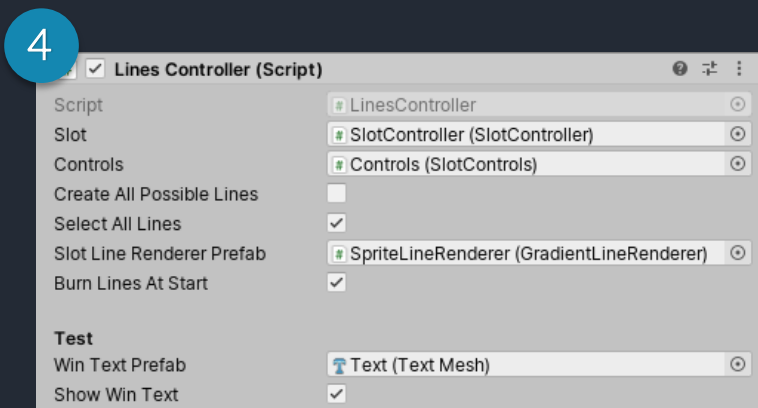 4
Lines Controller (Script)
Script # LinesController
Slot # SlotController (SlotController)
Controls # Controls (SlotControls)
Create All Possible Lines
Select All Lines
Slot Line Renderer Prefab # SpriteLineRenderer (GradientLineRenderer)
Burn Lines At Start
Test
Win Text Prefab Text (Text Mesh)
Show Win Text